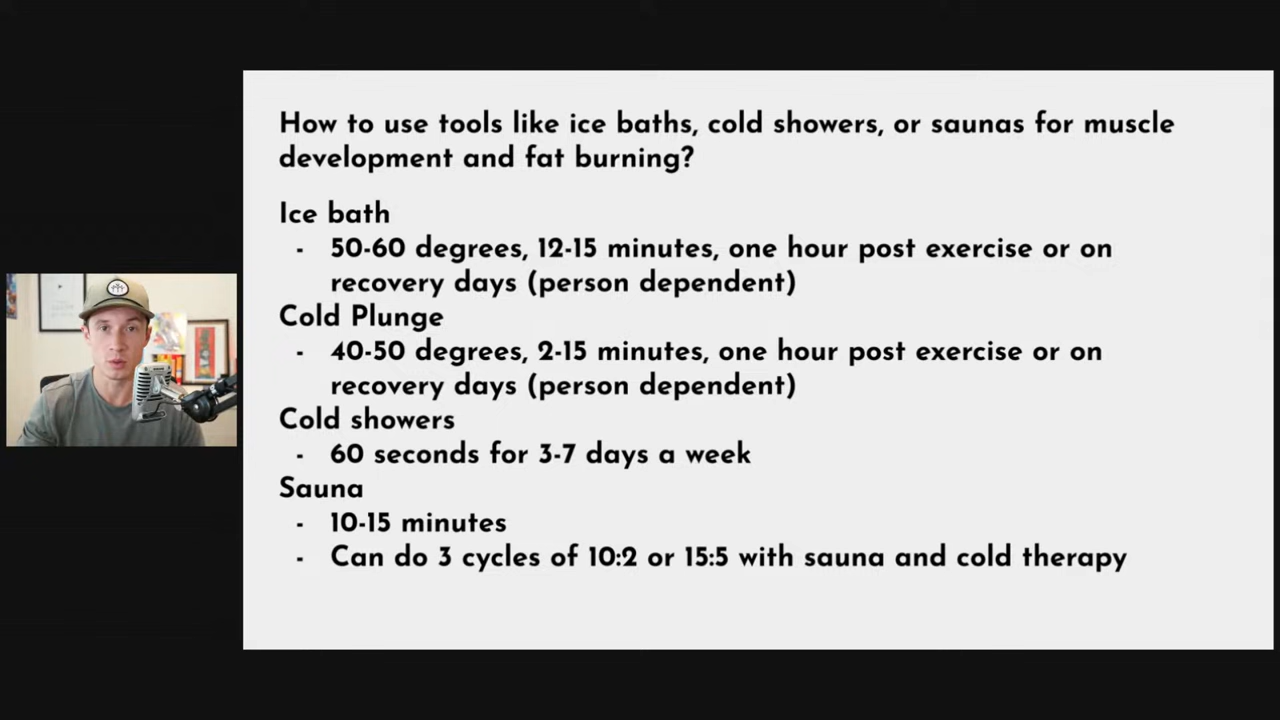 How to use tools like ice baths, cold showers, or saunas for muscle
development and fat burning?
Ice bath
- 50-60 degrees, 12-15 minutes, one hour post exercise or on
recovery days (person dependent)
Cold Plunge
- 40-50 degrees, 2-15 minutes, one hour post exercise or on
recovery days (person dependent)
Cold showers
- 60 seconds for 3-7 days a week
Sauna
- 10-15 minutes
- Can do 3 cycles of 10:2 or 15:5 with sauna and cold therapy